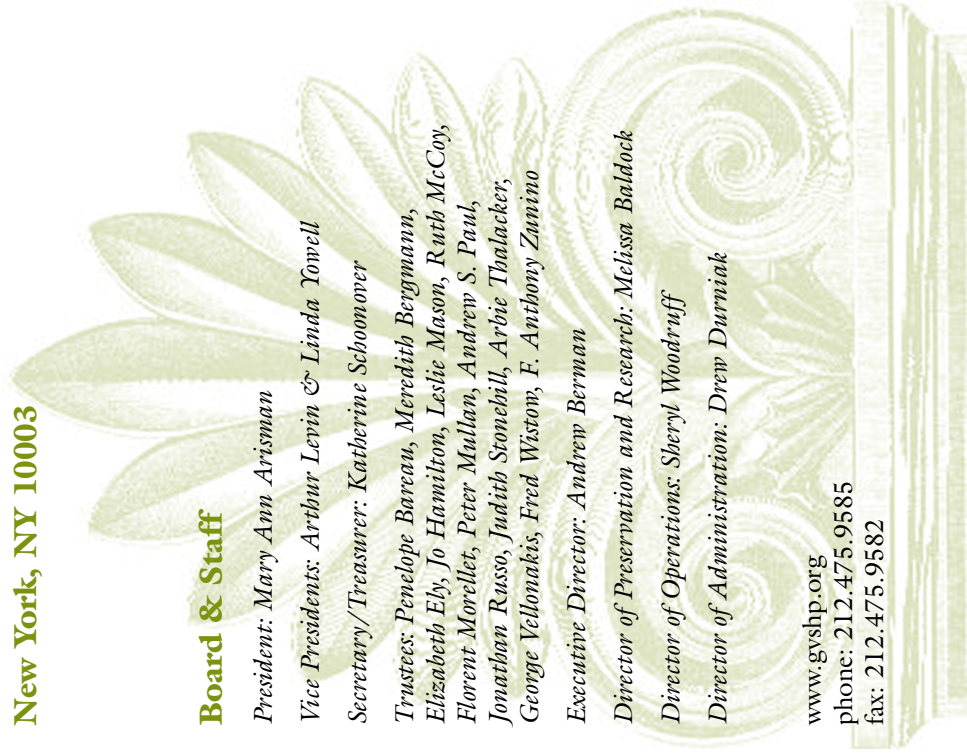 New York, NY 10003
Board & Staff
President: Mary Ann Arisman
Vice Presidents: Arthur Levin & Linda Yowell
Secretary/Treasurer: Katherine Schoonover
Trustees: Penelope Bareau, Meredith Bergmann,
Elizabeth Ely, Jo Hamilton, Leslie Mason, Ruth McCoy,
Florent Morellet, Peter Mullan, Andrew S. Paul,
Jonathan Russo, Judith Stonehill, Arbie Thalacker,
George Vellonakis, Fred Wistow, F. Anthony Zunino
Executive Director: Andrew Berman
Director of Preservation and Research: Melissa Baldock
Director of Operations: Sheryl Woodruff
Director of Administration: Drew Durniak
www.gvshp.org
phone: 212.475.9585
fax: 212.475.9582